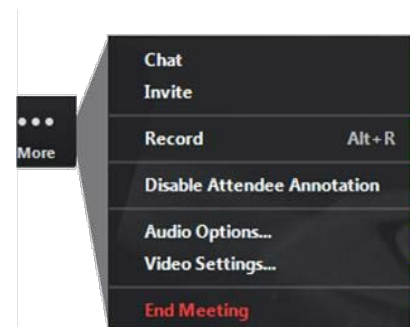 More
Chat
Invite
Record Alt+R
Disable Attendee Annotation
Audio Options...
Video Settings...
End Meeting